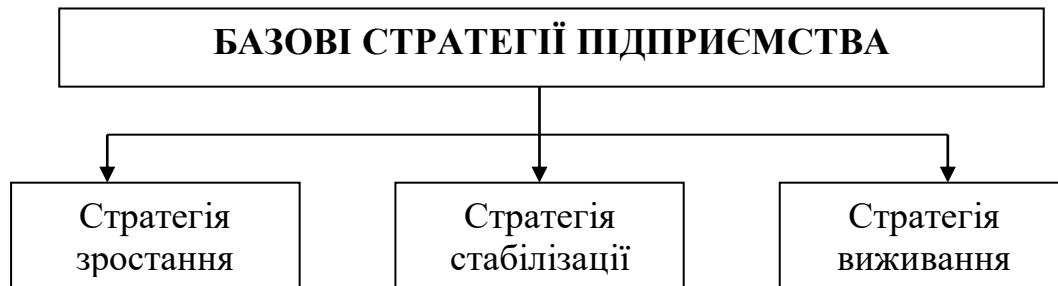 БАЗОВІ СТРАТЕГІЇ ПІДПРИЄМСТВА
Стратегія
зростання
Стратегія
стабілізації
Стратегія
виживання